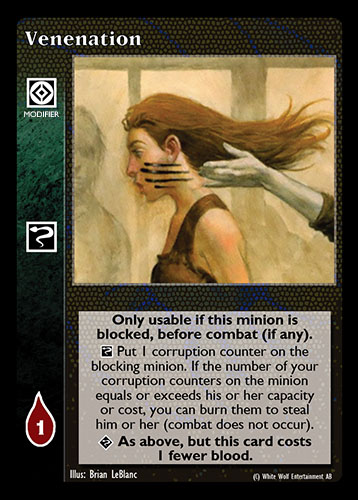 Venenation
MODIFIER
Only usable if this minion is
blocked, before combat (if any).
Put 1 corruption counter on the
blocking minion. If the number of your
corruption counters on the minion
equals or exceeds his or her capacity
or cost, you can burn them to steal
him or her (combat does not occur).
As above, but this card costs
1 fewer blood.
1
Illus: Brian LeBlanc
(C) White Wolf Entertainment AB